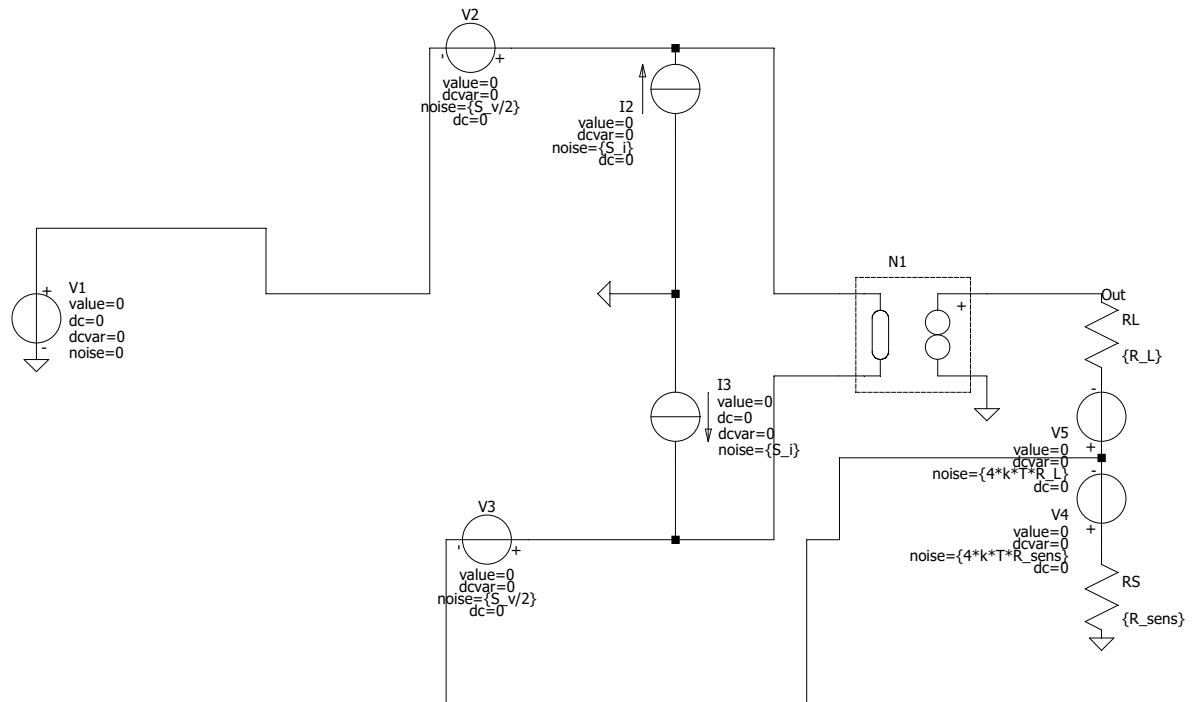 V2
- +
value=0
dcvar=0
noise={S_v/2}
dc=0
I2
value=0
dcvar=0
noise={S_i}
dc=0
+
V1
value=0
dc=0
dcvar=0
noise=0
-
N1
+
Out
RL
{R_L}
I3
value=0
dc=0
dcvar=0
noise={S_i}
-
V5
+
value=0
dcvar=0
noise={4*k*T*R_L}
dc=0
-
V4
+
value=0
dcvar=0
noise={4*k*T*R_sens}
dc=0
RS
{R_sens}
V3
- +
value=0
dcvar=0
noise={S_v/2}
dc=0